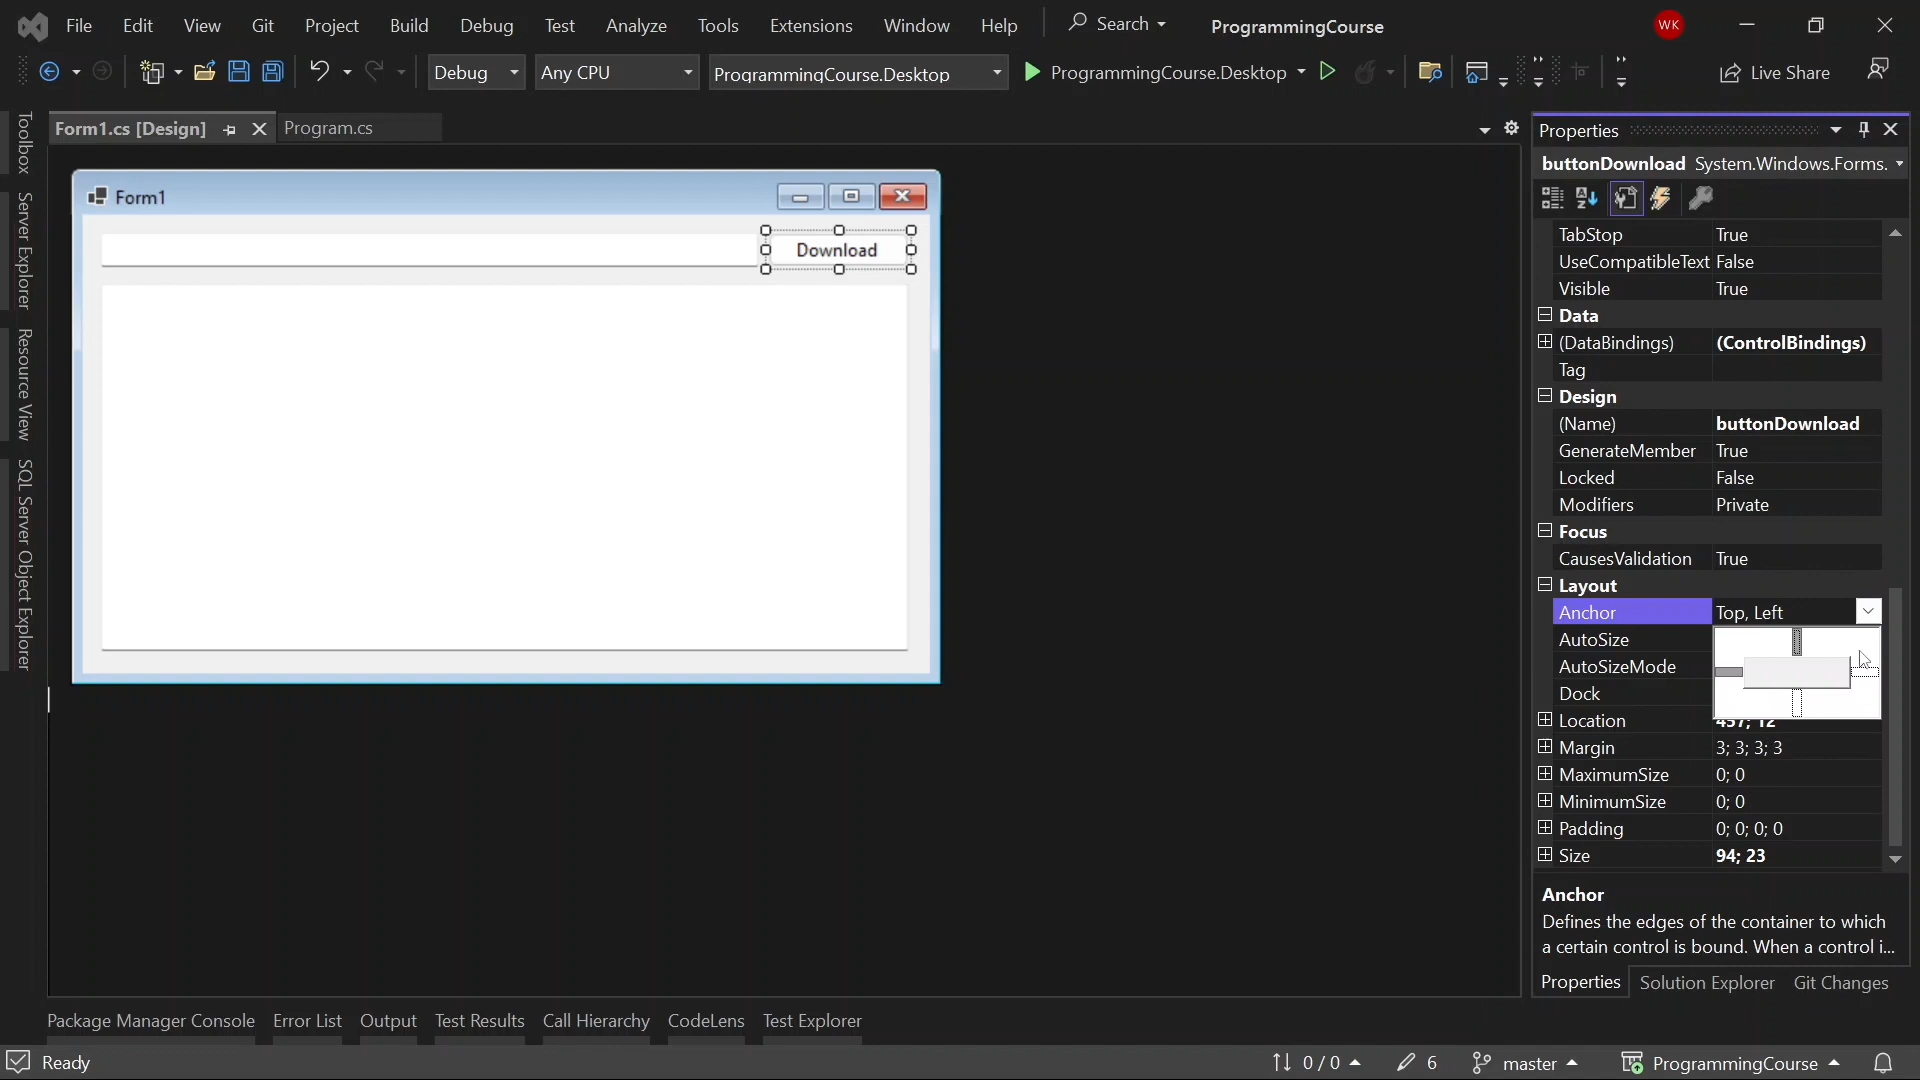 File Edit View Git Project Build Debug Test Analyze Tools Extensions Window Help Search ProgrammingCourse WK
Debug Any CPU ProgrammingCourse.Desktop ProgrammingCourse.Desktop Live Share
Form1.cs [Design] Program.cs
Toolbox
Server Explorer
Resource View
SQL Server Object Explorer
Form1
Download
Properties
buttonDownload System.Windows.Forms.
TabStop True
UseCompatibleText False
Visible True
Data
(DataBindings) (ControlBindings)
Tag
Design
(Name) buttonDownload
GenerateMember True
Locked False
Modifiers Private
Focus
CausesValidation True
Layout
Anchor Top, Left
AutoSize
AutoSizeMode
Dock
Location 457; 12
Margin 3; 3; 3; 3
MaximumSize 0; 0
MinimumSize 0; 0
Padding 0; 0; 0; 0
Size 94; 23
Anchor
Defines the edges of the container to which
a certain control is bound. When a control i...
Properties Solution Explorer Git Changes
Package Manager Console Error List Output Test Results Call Hierarchy CodeLens Test Explorer
Ready 0 / 0 6 master ProgrammingCourse